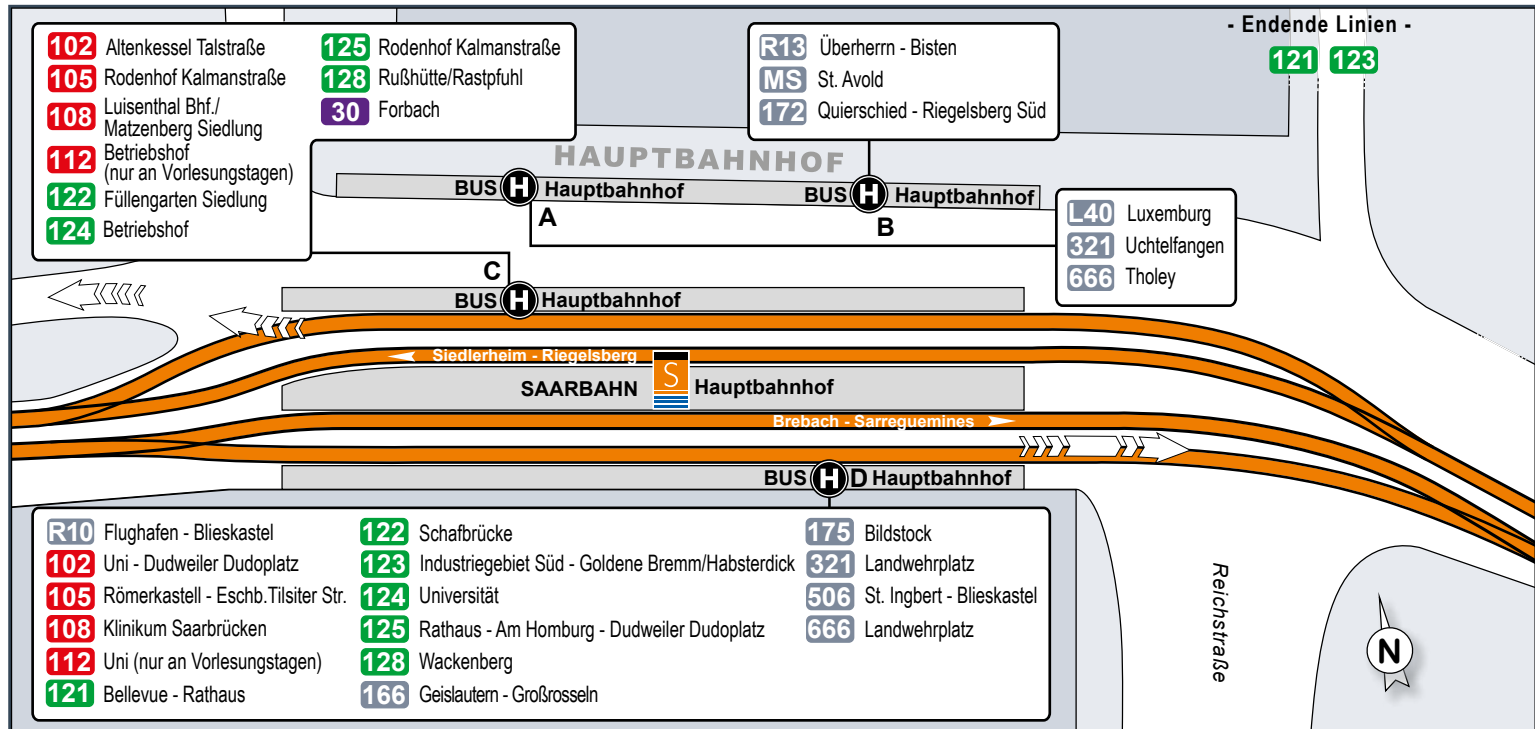 102 Altenkessel Talstraße
105 Rodenhof Kalmanstraße
108 Luisenthal Bhf./
Matzenberg Siedlung
112 Betriebshof
(nur an Vorlesungstagen)
122 Füllengarten Siedlung
124 Betriebshof
125 Rodenhof Kalmanstraße
128 Rußhütte/Rastpfuhl
30 Forbach
R13 Überherrn - Bisten
MS St. Avold
172 Quierschied - Riegelsberg Süd
- Endende Linien -
121 123
HAUPTBAHNHOF
BUS H Hauptbahnhof
A
BUS H Hauptbahnhof
B
L40 Luxemburg
321 Uchtelfangen
666 Tholey
C
BUS H Hauptbahnhof
Siedlerheim - Riegelsberg
SAARBAHN S Hauptbahnhof
Brebach - Sarreguemines
BUS H D Hauptbahnhof
R10 Flughafen - Blieskastel
102 Uni - Dudweiler Dudoplatz
105 Römerkastell - Eschb.Tilsiter Str.
108 Klinikum Saarbrücken
112 Uni (nur an Vorlesungstagen)
121 Bellevue - Rathaus
122 Schafbrücke
123 Industriegebiet Süd - Goldene Bremm/Habsterdick
124 Universität
125 Rathaus - Am Homburg - Dudweiler Dudoplatz
128 Wackenberg
166 Geislautern - Großrosseln
175 Bildstock
321 Landwehrplatz
506 St. Ingbert - Blieskastel
666 Landwehrplatz
Reichstraße
N